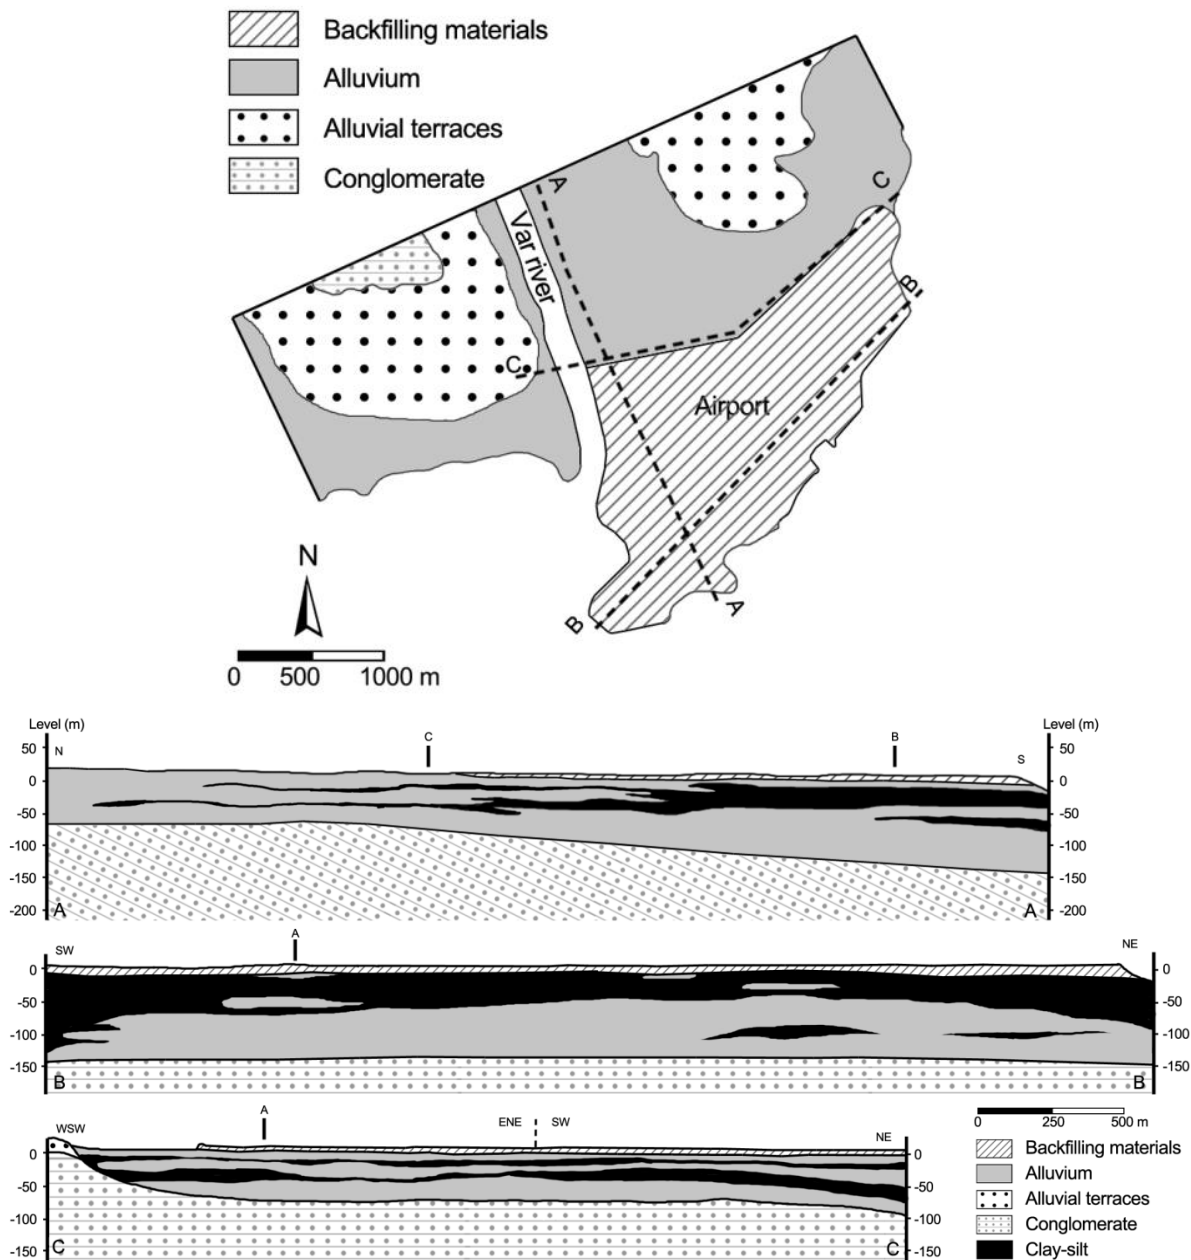 Backfilling materials
Alluvium
Alluvial terraces
Conglomerate
A
C
Var river
B
C
Airport
A
B
N
0 500 1000 m
Level (m) Level (m)
C B
50 N S 50
0 0
-50 -50
-100 -100
-150 -150
-200 A A -200
A
SW NE
0 0
-50 -50
-100 -100
-150 -150
B B
A
WSW ENE SW NE
0 0
-50 -50
-100 -100
-150 C C -150
0 250 500 m
Backfilling materials
Alluvium
Alluvial terraces
Conglomerate
Clay-silt